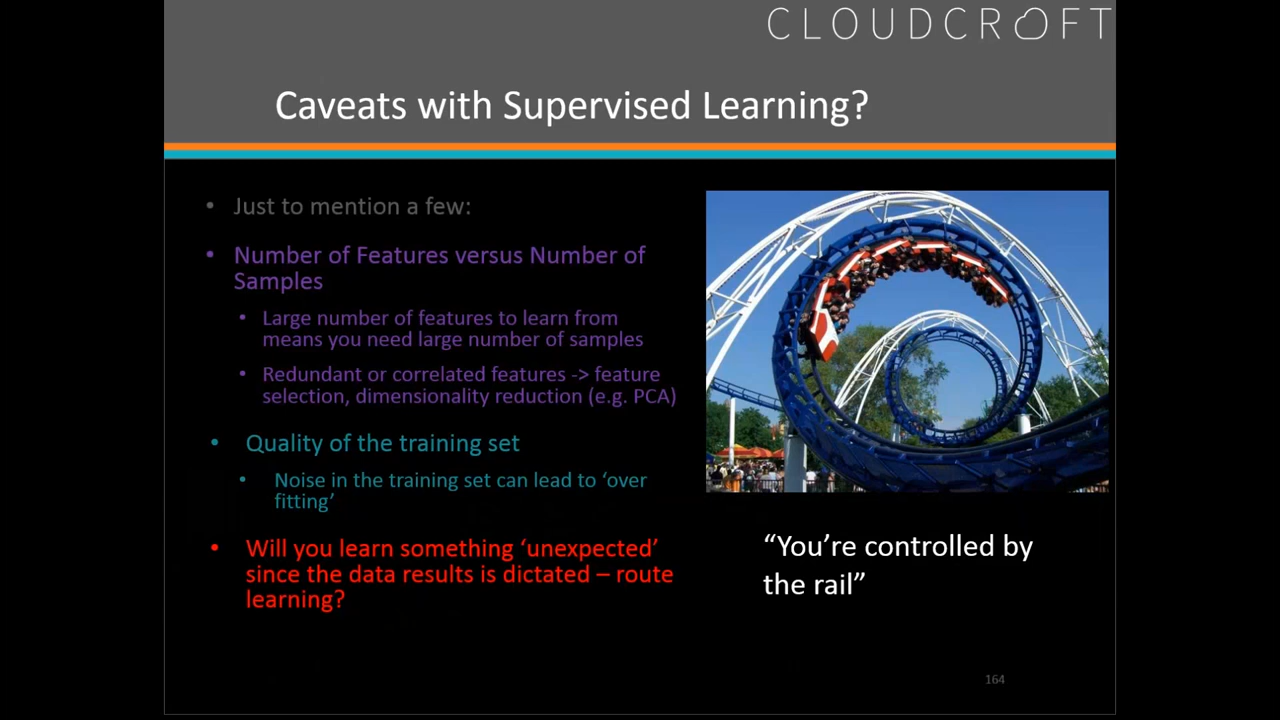 CLOUDCROFT
Caveats with Supervised Learning?
• Just to mention a few:
• Number of Features versus Number of
Samples
• Large number of features to learn from
means you need large number of samples
• Redundant or correlated features -> feature
selection, dimensionality reduction (e.g. PCA)
• Quality of the training set
• Noise in the training set can lead to ‘over
fitting’
• Will you learn something ‘unexpected’
since the data results is dictated – route
learning?
“You’re controlled by
the rail”
164